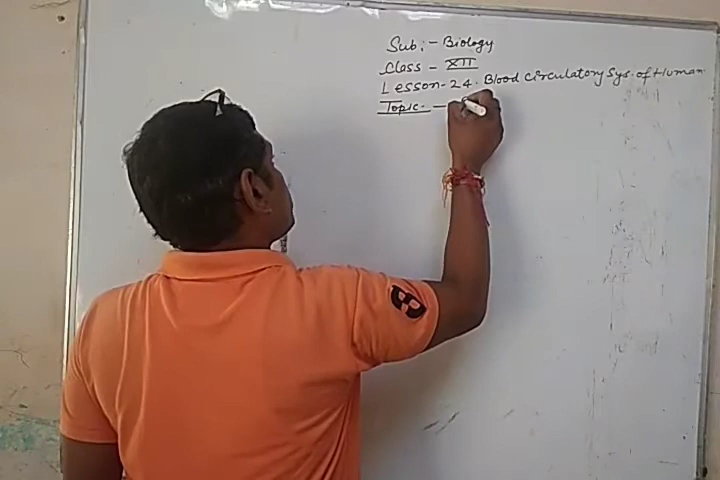 Sub:- Biology
Class - XII
Lesson-24. Blood Circulatory Sys. of Human.
Topic. -
B